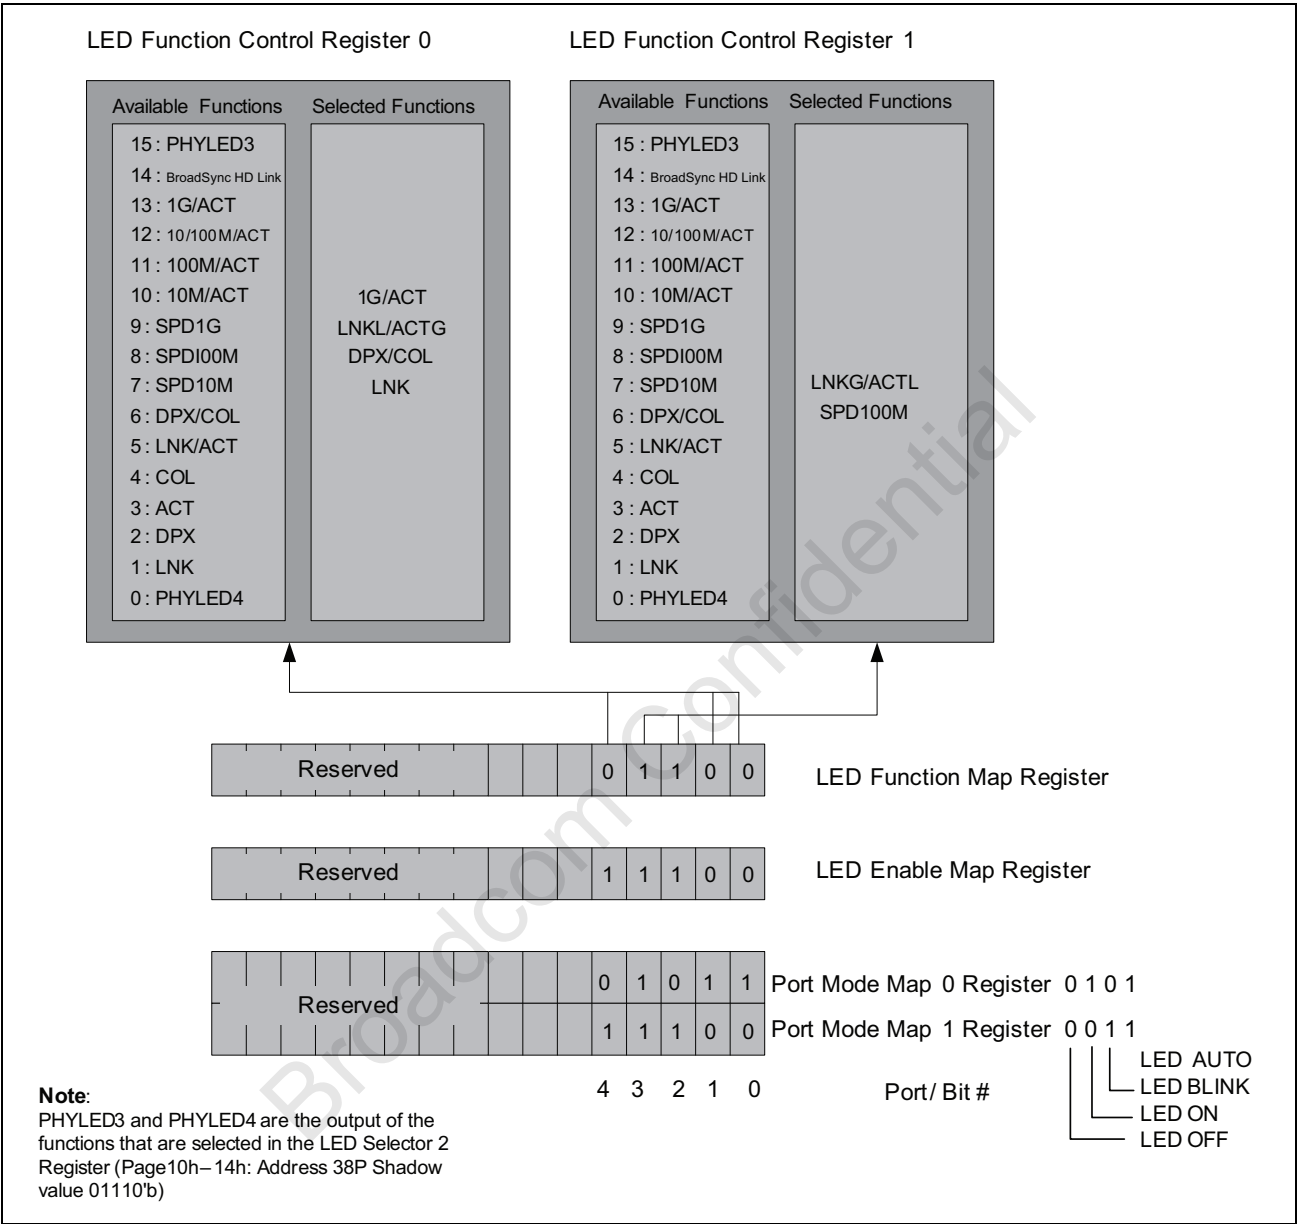 LED Function Control Register 0
LED Function Control Register 1
Available Functions
Selected Functions
15 : PHYLED3
14 : BroadSync HD Link
13 : 1G/ACT
12 : 10/100M/ACT
11 : 100M/ACT
10 : 10M/ACT
9 : SPD1G
8 : SPDI00M
7 : SPD10M
6 : DPX/COL
5 : LNK/ACT
4 : COL
3 : ACT
2 : DPX
1 : LNK
0 : PHYLED4
1G/ACT
LNKL/ACTG
DPX/COL
LNK
Available Functions
Selected Functions
15 : PHYLED3
14 : BroadSync HD Link
13 : 1G/ACT
12 : 10/100M/ACT
11 : 100M/ACT
10 : 10M/ACT
9 : SPD1G
8 : SPDI00M
7 : SPD10M
6 : DPX/COL
5 : LNK/ACT
4 : COL
3 : ACT
2 : DPX
1 : LNK
0 : PHYLED4
LNKG/ACTL
SPD100M
Reserved 0 1 1 0 0 LED Function Map Register
Reserved 1 1 1 0 0 LED Enable Map Register
Reserved
0 1 0 1 1 Port Mode Map 0 Register 0 1 0 1
1 1 1 0 0 Port Mode Map 1 Register 0 0 1 1
LED AUTO
LED BLINK
LED ON
LED OFF
4 3 2 1 0 Port/ Bit #
Note:
PHYLED3 and PHYLED4 are the output of the
functions that are selected in the LED Selector 2
Register (Page10h–14h: Address 38P Shadow
value 01110'b)
Broadcom Confidential